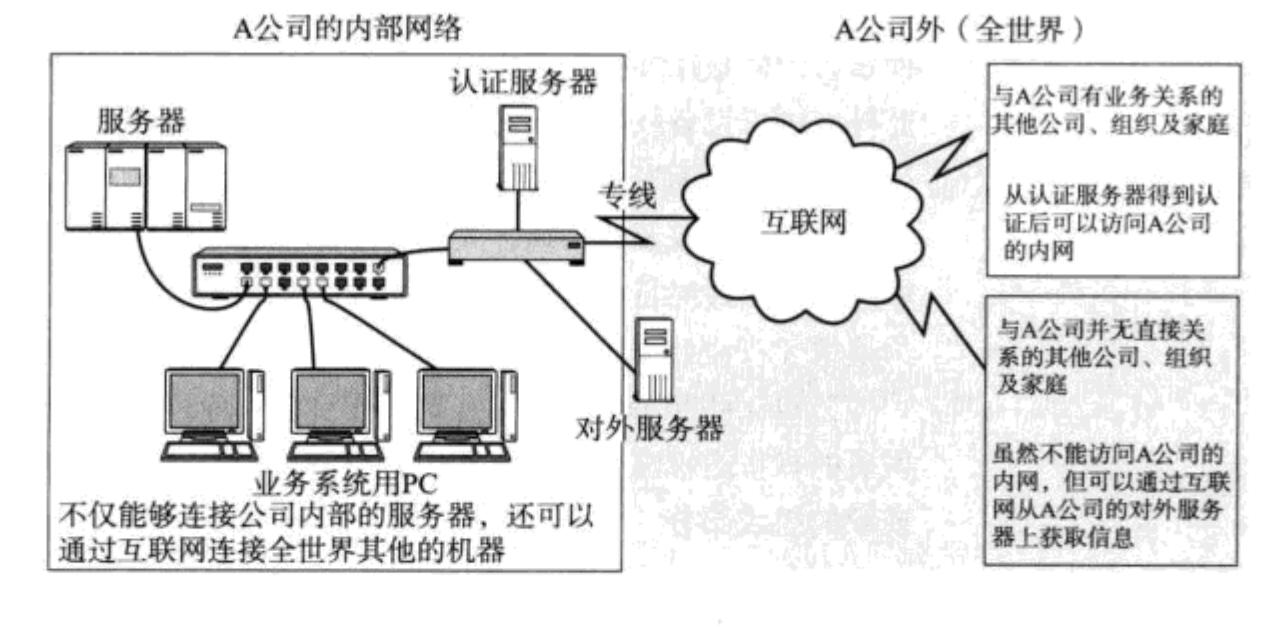 A公司的内部网络
A公司外（全世界）
认证服务器
服务器
专线
互联网
对外服务器
业务系统用PC
不仅能够连接公司内部的服务器，还可以
通过互联网连接全世界其他的机器
与A公司有业务关系的
其他公司、组织及家庭
从认证服务器得到认
证后可以访问A公司
的内网
与A公司并无直接关
系的其他公司、组织
及家庭
虽然不能访问A公司的
内网，但可以通过互联
网从A公司的对外服务
器上获取信息